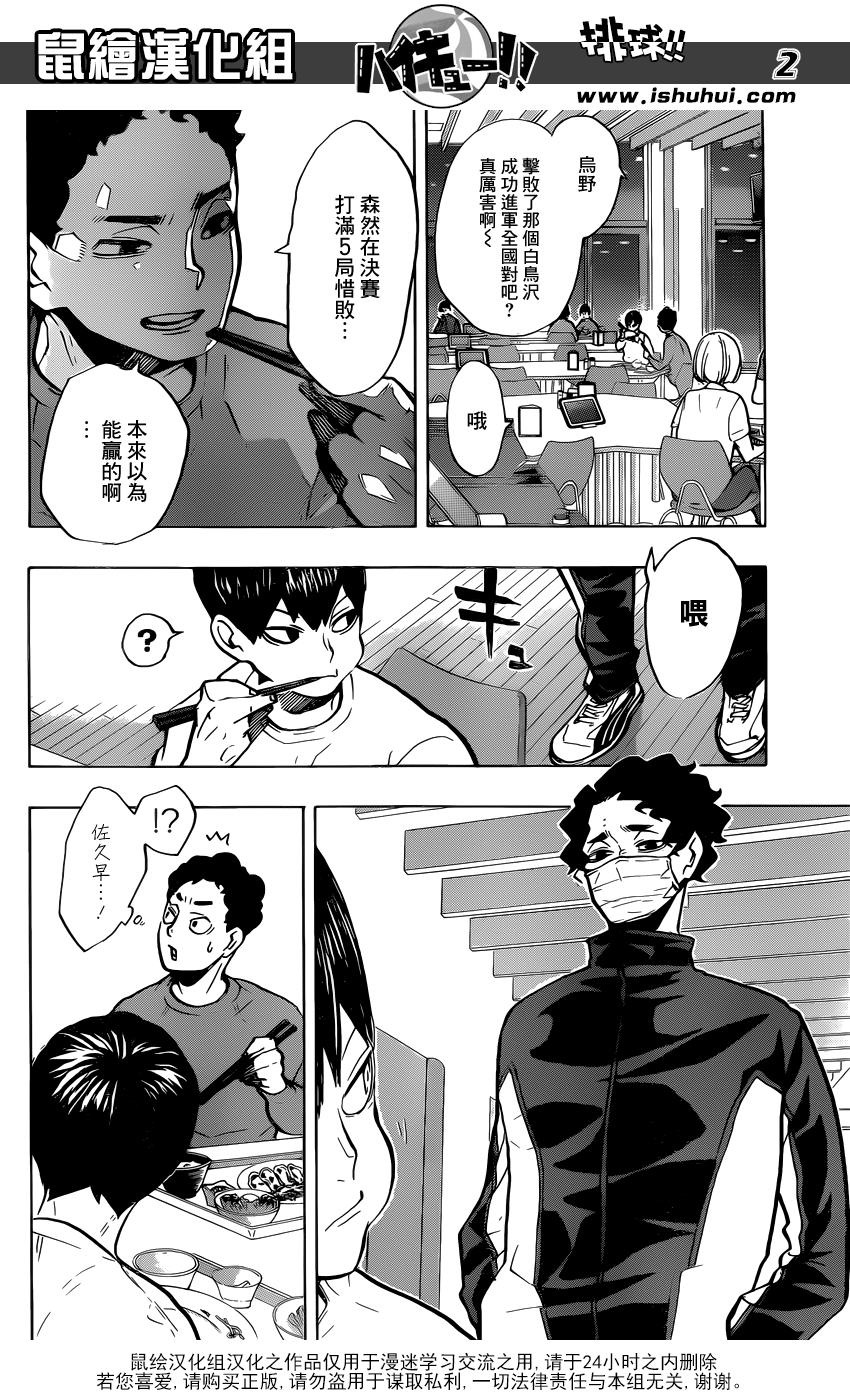 鼠繪漢化組
ハイキュー!!
排球!!
2
www.ishuhui.com
烏野
擊敗了那個白鳥沢
成功進軍全國對吧？
真厲害啊～
哦
森然在決賽
打滿5局惜敗…
本來以為
能贏的啊
…
喂
キュ
?
!?
佐久早…！
鼠绘汉化组汉化之作品仅用于漫迷学习交流之用, 请于24小时之内删除
若您喜爱, 请购买正版, 请勿盗用于谋取私利, 一切法律责任与本组无关, 谢谢。